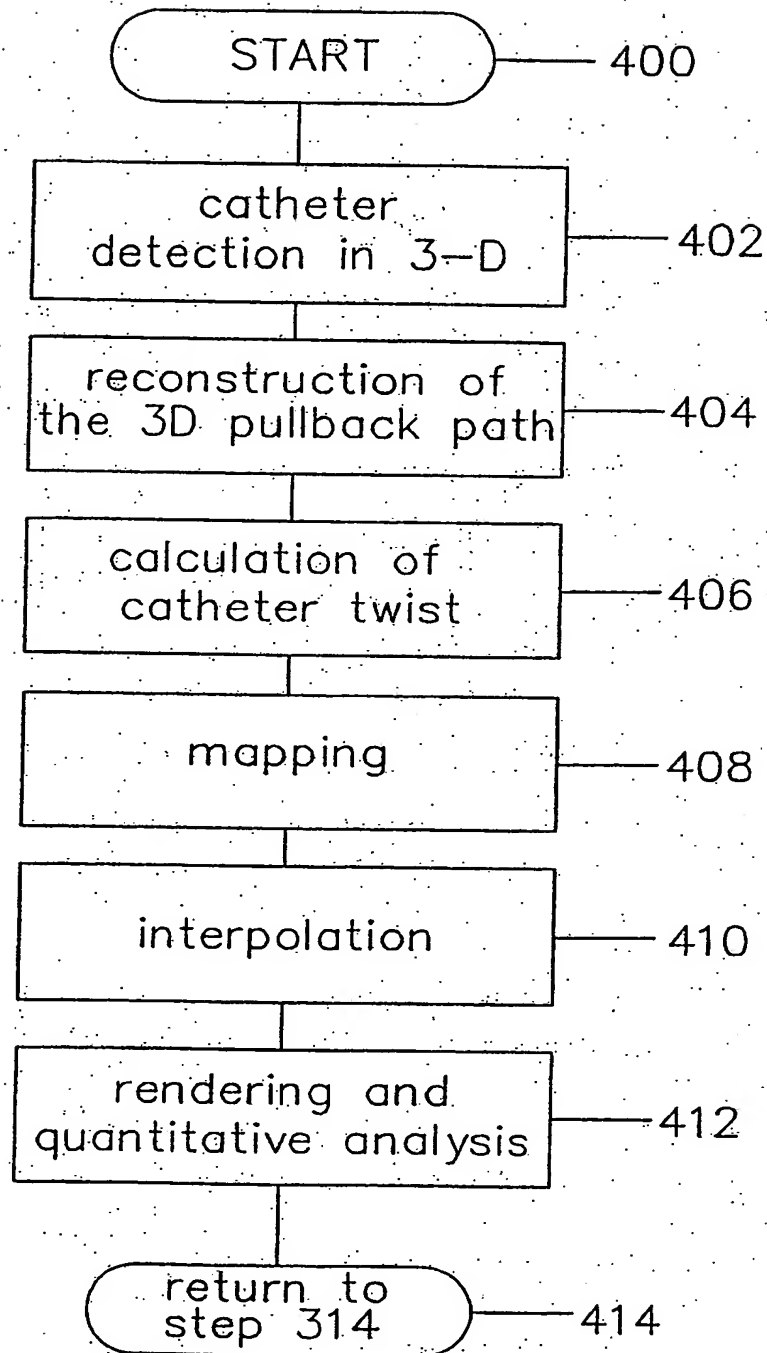 START
400
catheter
detection in 3-D
402
reconstruction of
the 3D pullback path
404
calculation of
catheter twist
406
mapping
408
interpolation
410
rendering and
quantitative analysis
412
return to
step 314
414